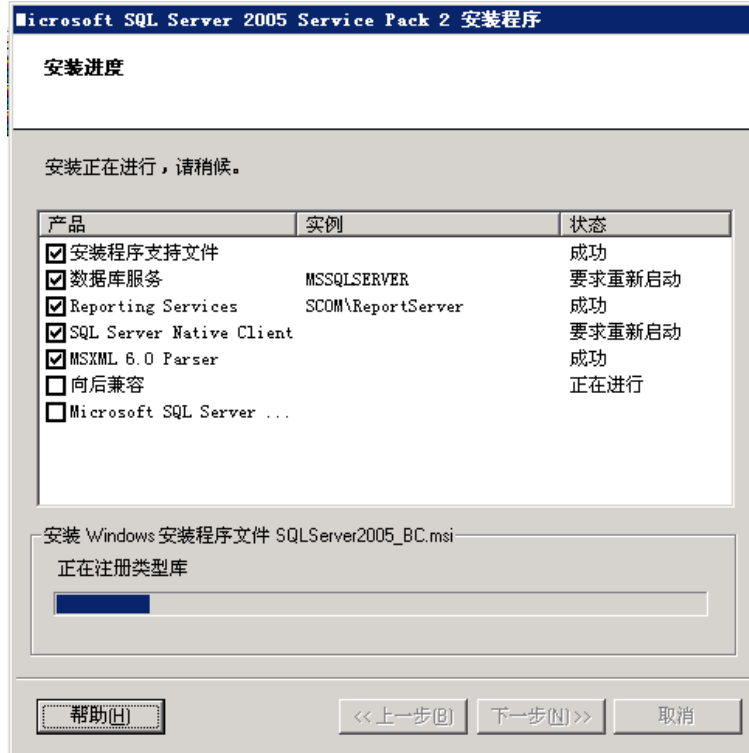 Microsoft SQL Server 2005 Service Pack 2 安装程序
安装进度
安装正在进行，请稍候。
产品 实例 状态
安装程序支持文件 成功
数据库服务 MSSQLSERVER 要求重新启动
Reporting Services SCOM\ReportServer 成功
SQL Server Native Client 要求重新启动
MSXML 6.0 Parser 成功
向后兼容 正在进行
Microsoft SQL Server ...
安装 Windows 安装程序文件 SQLServer2005_BC.msi
正在注册类型库
帮助(H) << 上一步(B) 下一步(N) >> 取消